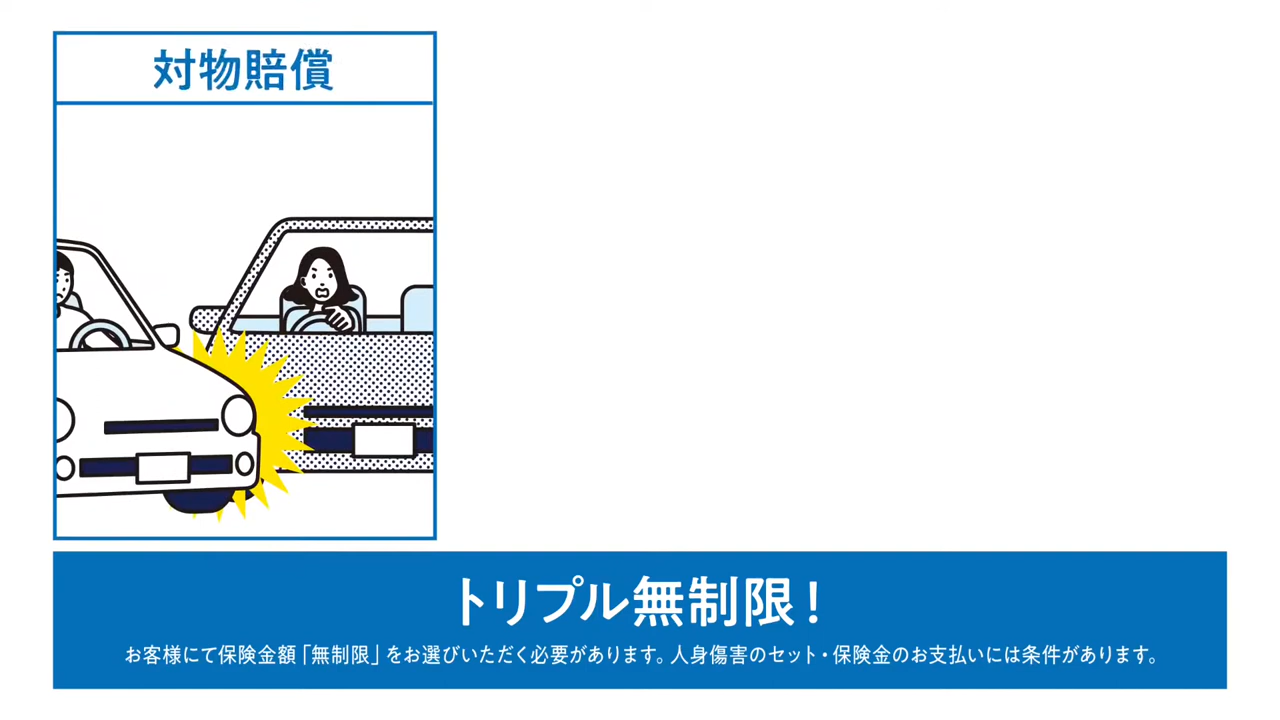 対物賠償
トリプル無制限！
お客様にて保険金額「無制限」をお選びいただく必要があります。人身傷害のセット・保険金のお支払いには条件があります。